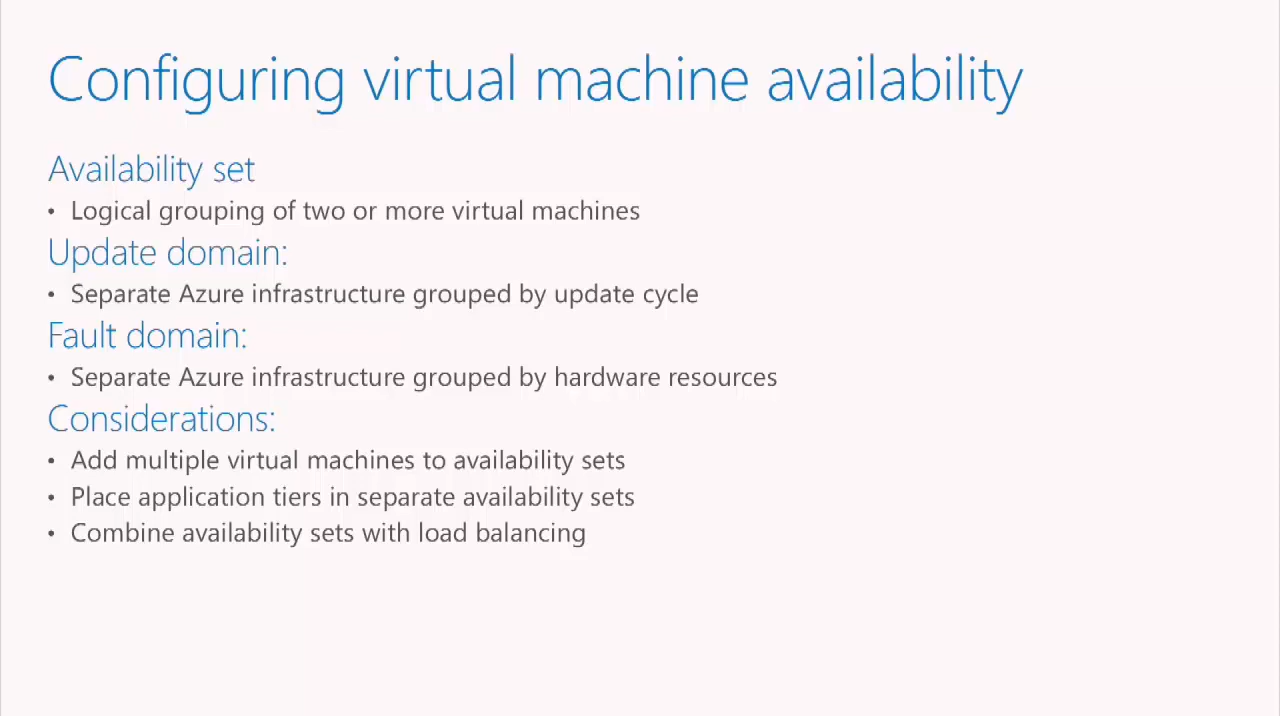 Configuring virtual machine availability
Availability set
• Logical grouping of two or more virtual machines
Update domain:
• Separate Azure infrastructure grouped by update cycle
Fault domain:
• Separate Azure infrastructure grouped by hardware resources
Considerations:
• Add multiple virtual machines to availability sets
• Place application tiers in separate availability sets
• Combine availability sets with load balancing